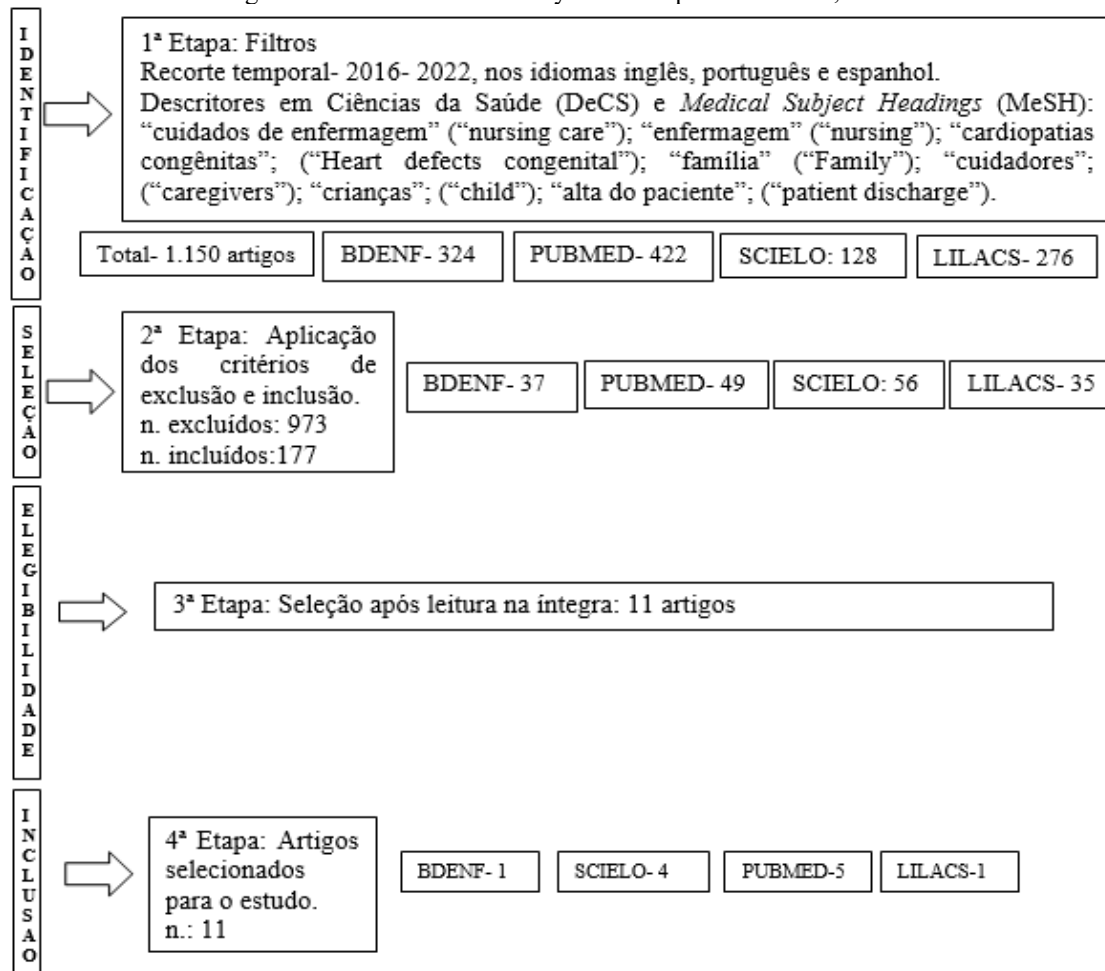 IDENTIFICAÇÃO
1ª Etapa: Filtros
Recorte temporal- 2016- 2022, nos idiomas inglês, português e espanhol.
Descritores em Ciências da Saúde (DeCS) e Medical Subject Headings (MeSH):
“cuidados de enfermagem” (“nursing care”); “enfermagem” (“nursing”); “cardiopatias
congênitas”; (“Heart defects congenital”); “família” (“Family”); “cuidadores”;
(“caregivers”); “crianças”; (“child”); “alta do paciente”; (“patient discharge”).
Total- 1.150 artigos
BDENF- 324
PUBMED- 422
SCIELO: 128
LILACS- 276
SELEÇAO
2ª Etapa: Aplicação
dos critérios de
exclusão e inclusão.
n. excluídos: 973
n. incluídos:177
BDENF- 37
PUBMED- 49
SCIELO: 56
LILACS- 35
ELEGIBILIDADE
3ª Etapa: Seleção após leitura na íntegra: 11 artigos
INCLUSAO
4ª Etapa: Artigos
selecionados
para o estudo.
n.: 11
BDENF- 1
SCIELO- 4
PUBMED-5
LILACS-1